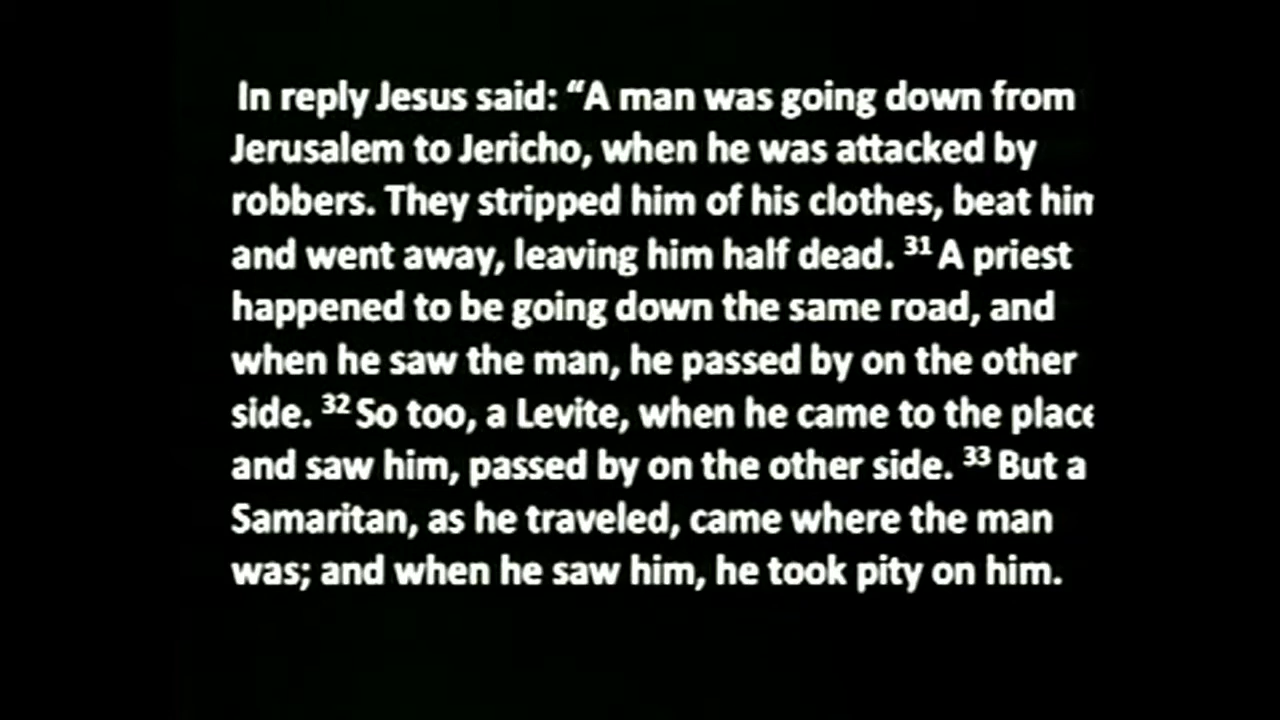 In reply Jesus said: “A man was going down from
Jerusalem to Jericho, when he was attacked by
robbers. They stripped him of his clothes, beat him
and went away, leaving him half dead. 31 A priest
happened to be going down the same road, and
when he saw the man, he passed by on the other
side. 32 So too, a Levite, when he came to the place
and saw him, passed by on the other side. 33 But a
Samaritan, as he traveled, came where the man
was; and when he saw him, he took pity on him.